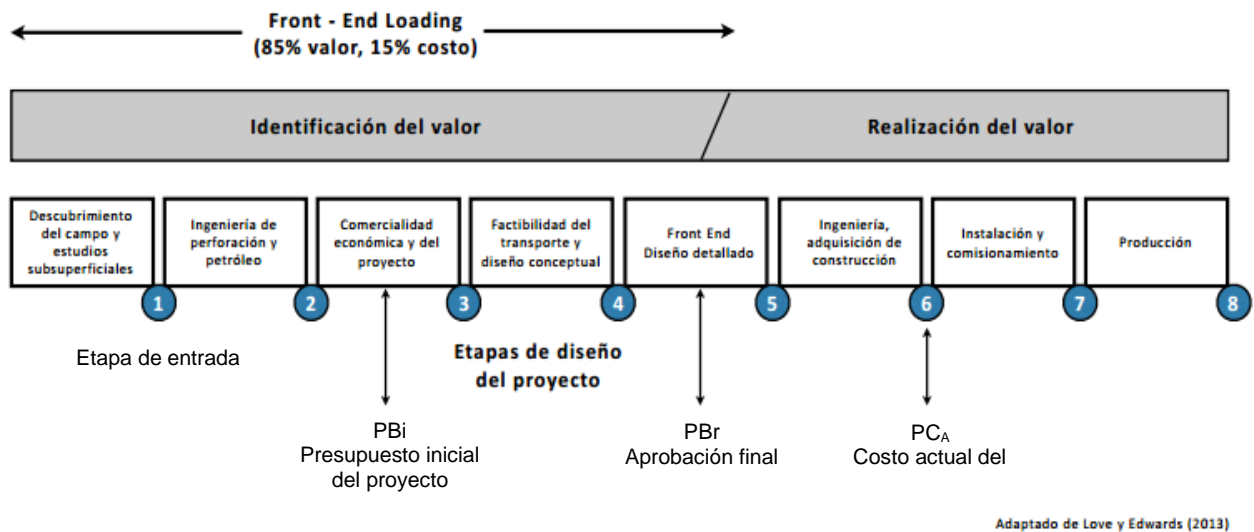 Front - End Loading
(85% valor, 15% costo)
Identificación del valor
Realización del valor
Descubrimiento
del campo y
estudios
subsuperficiales
Ingeniería de
perforación y
petróleo
Comercialidad
económica y del
proyecto
Factibilidad del
transporte y
diseño conceptual
Front End
Diseño detallado
Ingeniería,
adquisición de
construcción
Instalación y
comisionamiento
Producción
1
2
3
4
5
6
7
8
Etapa de entrada
Etapas de diseño
del proyecto
PBi
Presupuesto inicial
del proyecto
PBr
Aprobación final
PCA
Costo actual del
Adaptado de Love y Edwards (2013)